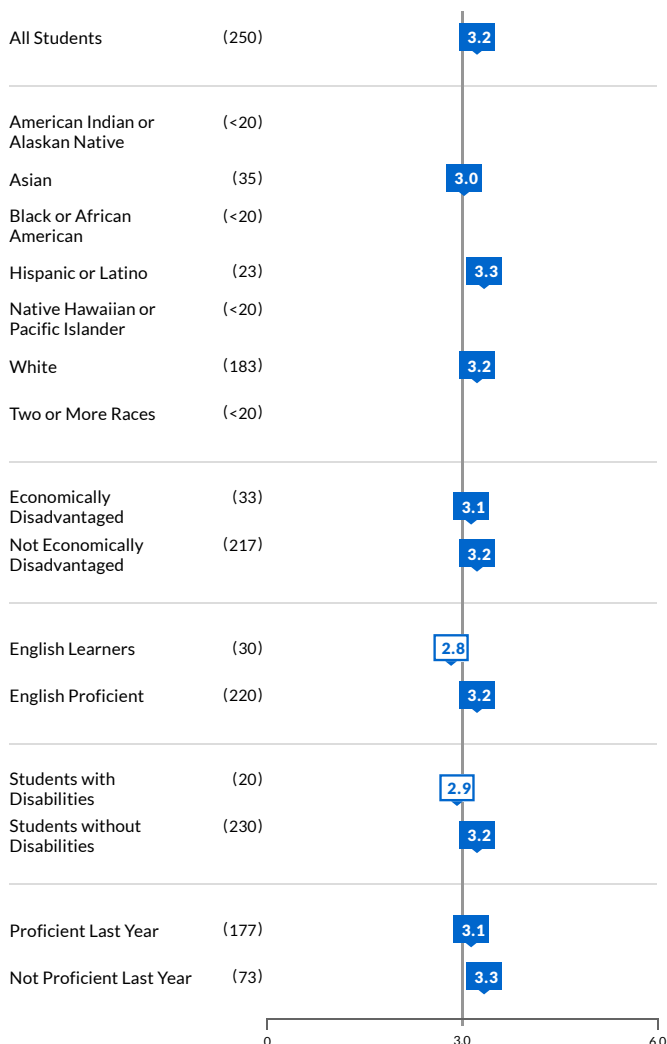 All Students (250) 3.2
American Indian or (<20)
Alaskan Native
Asian (35) 3.0
Black or African (<20)
American
Hispanic or Latino (23) 3.3
Native Hawaiian or (<20)
Pacific Islander
White (183) 3.2
Two or More Races (<20)
Economically (33) 3.1
Disadvantaged
Not Economically (217) 3.2
Disadvantaged
English Learners (30) 2.8
English Proficient (220) 3.2
Students with (20) 2.9
Disabilities
Students without (230) 3.2
Disabilities
Proficient Last Year (177) 3.1
Not Proficient Last Year (73) 3.3
0 3.0 6.0